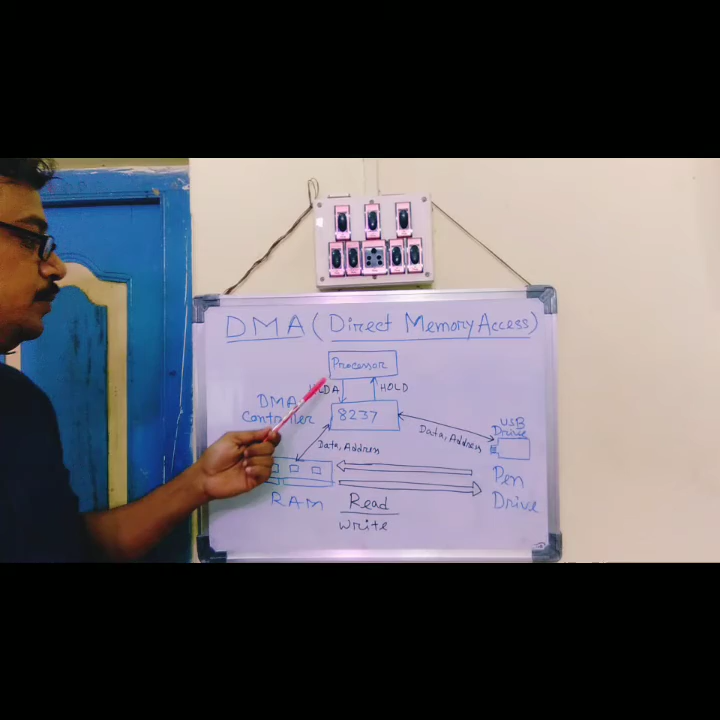 DMA (Direct Memory Access)
Processor
HOLD
DMA
Controller
8237
USB
Drive
Data, Address
Data, Address
Pen
Drive
RAM
Read
Write